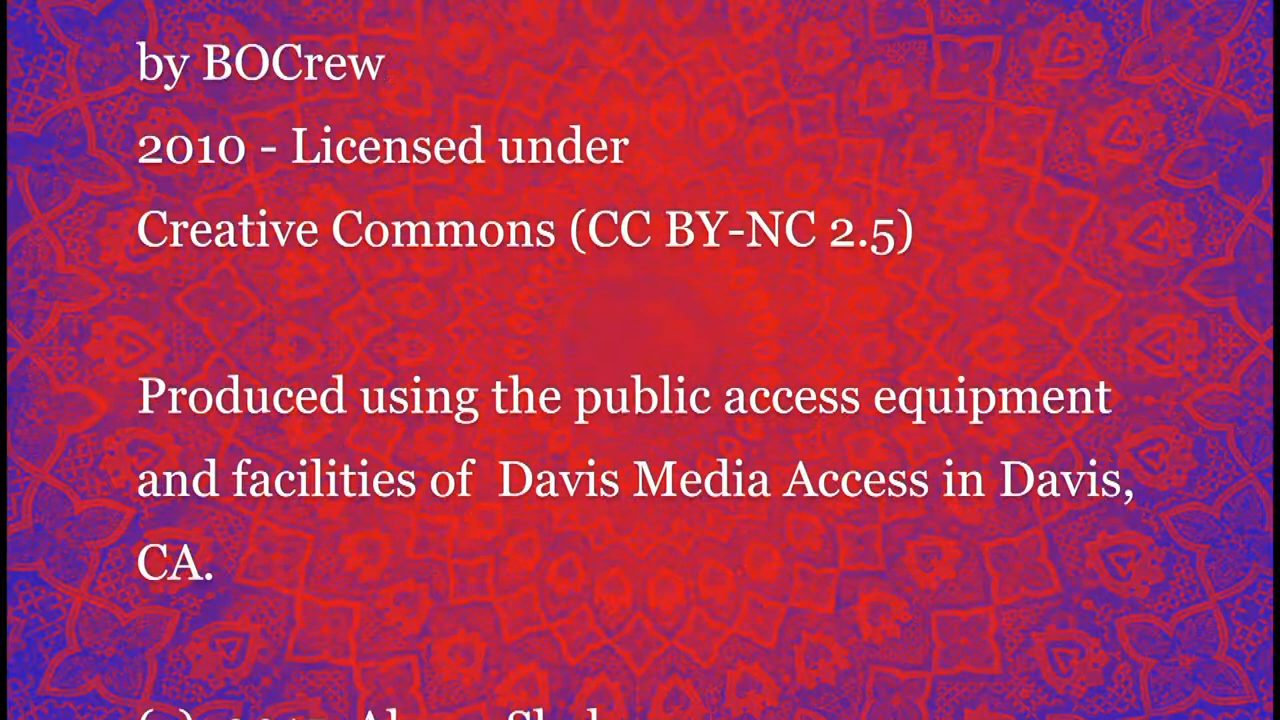 by BOCrew
2010 - Licensed under
Creative Commons (CC BY-NC 2.5)
Produced using the public access equipment
and facilities of  Davis Media Access in Davis,
CA.